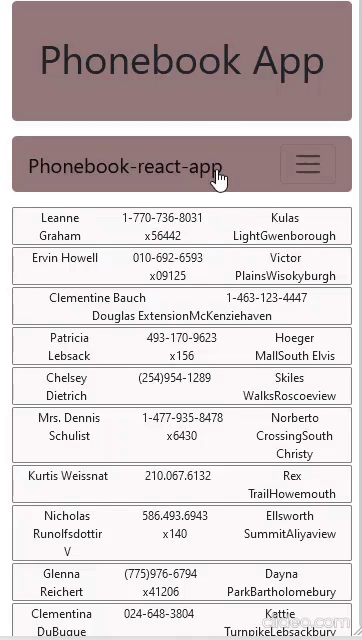 Phonebook App
Phonebook-react-app
Leanne 1-770-736-8031 Kulas
Graham x56442 LightGwenborough
Ervin Howell 010-692-6593 Victor
x09125 PlainsWisokyburgh
Clementine Bauch 1-463-123-4447
Douglas ExtensionMcKenziehaven
Patricia 493-170-9623 Hoeger
Lebsack x156 MallSouth Elvis
Chelsey (254)954-1289 Skiles
Dietrich WalksRoscoeview
Mrs. Dennis 1-477-935-8478 Norberto
Schulist x6430 CrossingSouth
Christy
Kurtis Weissnat 210.067.6132 Rex
TrailHowemouth
Nicholas 586.493.6943 Ellsworth
Runolfsdottir x140 SummitAliyaview
V
Glenna (775)976-6794 Dayna
Reichert x41206 ParkBartholomebury
Clementina 024-648-3804 Kattie
DuBuque TurnpikeLebsackbury